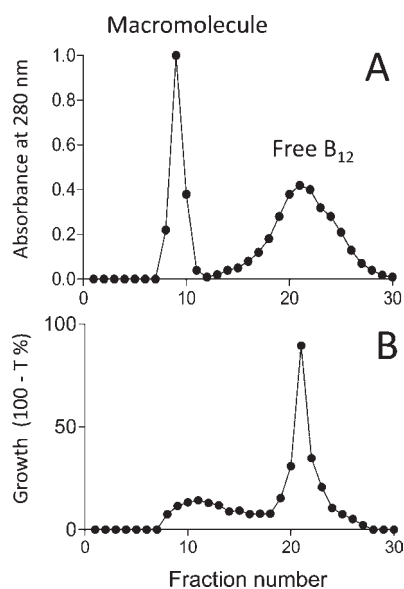 Macromolecule
A
Free B₁₂
Absorbance at 280 nm
1.0
0.8
0.6
0.4
0.2
0.0
0 10 20 30
B
Growth (100 - T %)
100
50
0
0 10 20 30
Fraction number